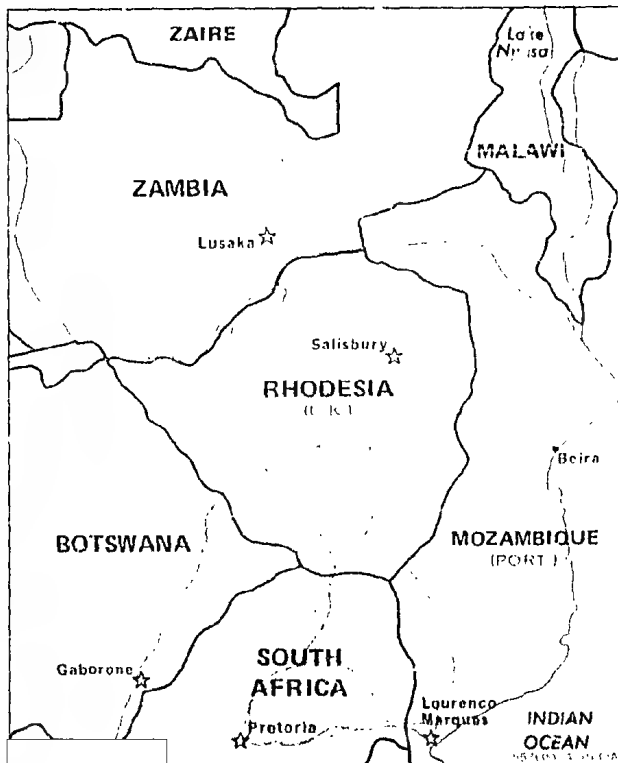 ZAIRE
Lake
MALAWI
ZAMBIA
Lusaka
Salisbury
RHODESIA
(U.K.)
Beira
BOTSWANA
MOZAMBIQUE
(PORT.)
Gaborone
SOUTH
AFRICA
Pretoria
Lourenco
Marques
INDIAN
OCEAN